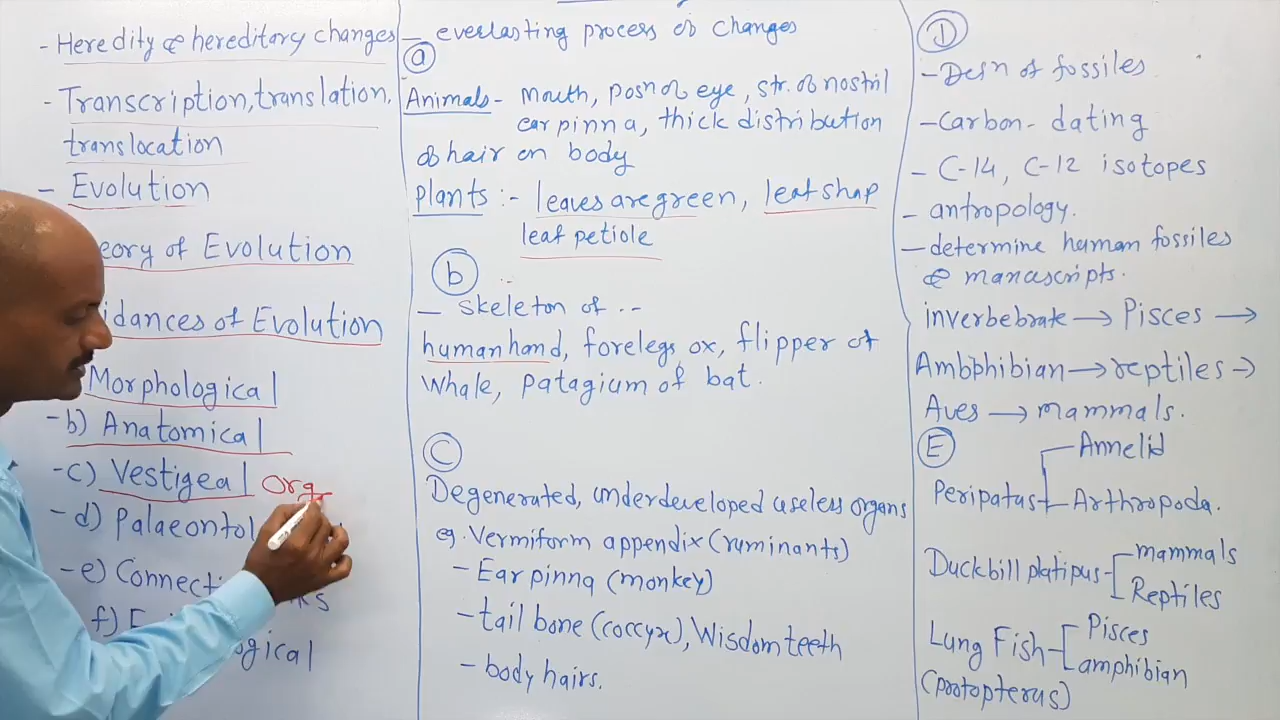 - Heredity & hereditary changes
- Transcription, translation,
translocation
- Evolution
eory of Evolution
idances of Evolution
Morphological
- b) Anatomical
- c) Vestigeal Org
- d) Palaeontol
- e) Connecti ks
f) ological
- everlasting process of changes
a
Animals - mouth, posn of eye, str. of nostril
ear pinna, thick distribution
of hair on body
Plants :- leaves are green, leaf shap
leaf petiole
b
- skeleton of ..
human hand, forelegs ox, flipper of
whale, patagium of bat.
C
Degenerated, underdeveloped useless organs
eg. Vermiform appendix (ruminants)
- Ear pinna (monkey)
- tail bone (coccyx), Wisdom teeth
- body hairs.
D
- Desn of fossiles
- Carbon-dating
- C-14, C-12 isotopes
- antropology.
- determine human fossiles
& manuscripts.
inverbebrate → Pisces →
Ambphibian → reptiles →
Aves → mammals.
E
Annelid
Peripatus Arthropoda.
mammals
Duckbill platipus-
Reptiles
Pisces
Lung Fish-
amphibian
(protopterus)